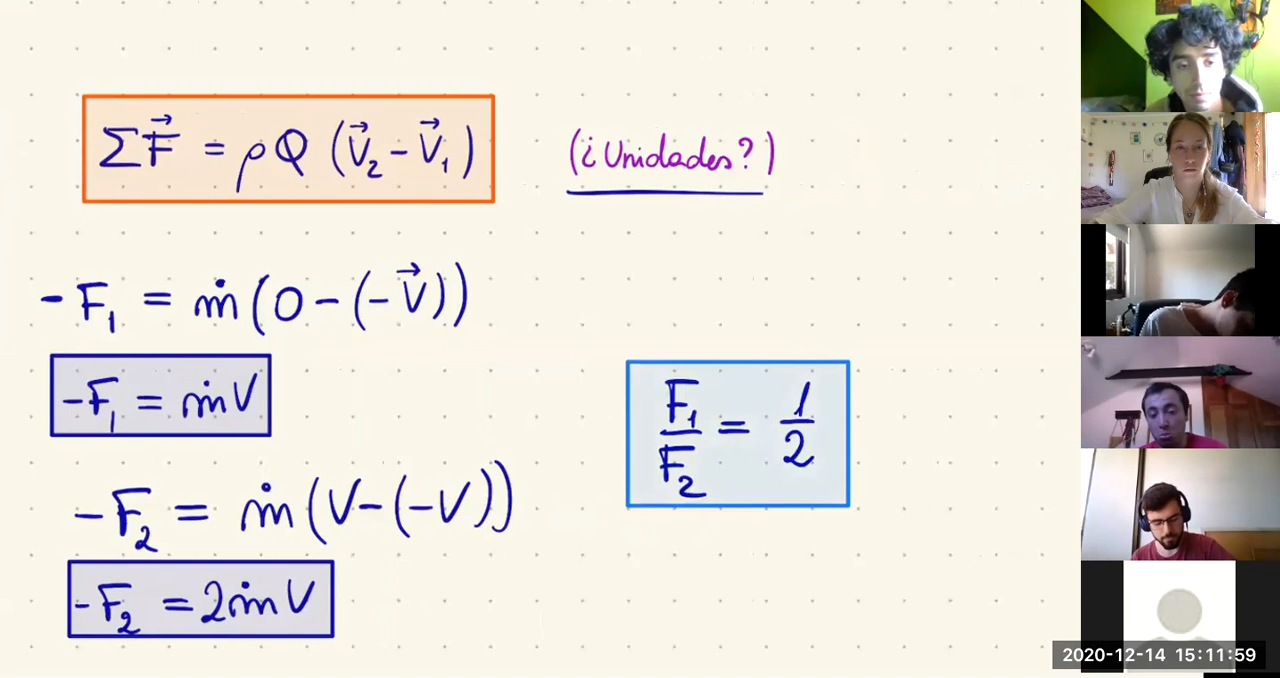 ΣF⃗ = ρQ (V⃗₂ - V⃗₁)
(¿Unidades?)
-F₁ = ṁ(0-(-V⃗))
-F₁ = ṁV
F₁/F₂ = 1/2
-F₂ = ṁ(V-(-V))
-F₂ = 2ṁV
2020-12-14 15:11:59